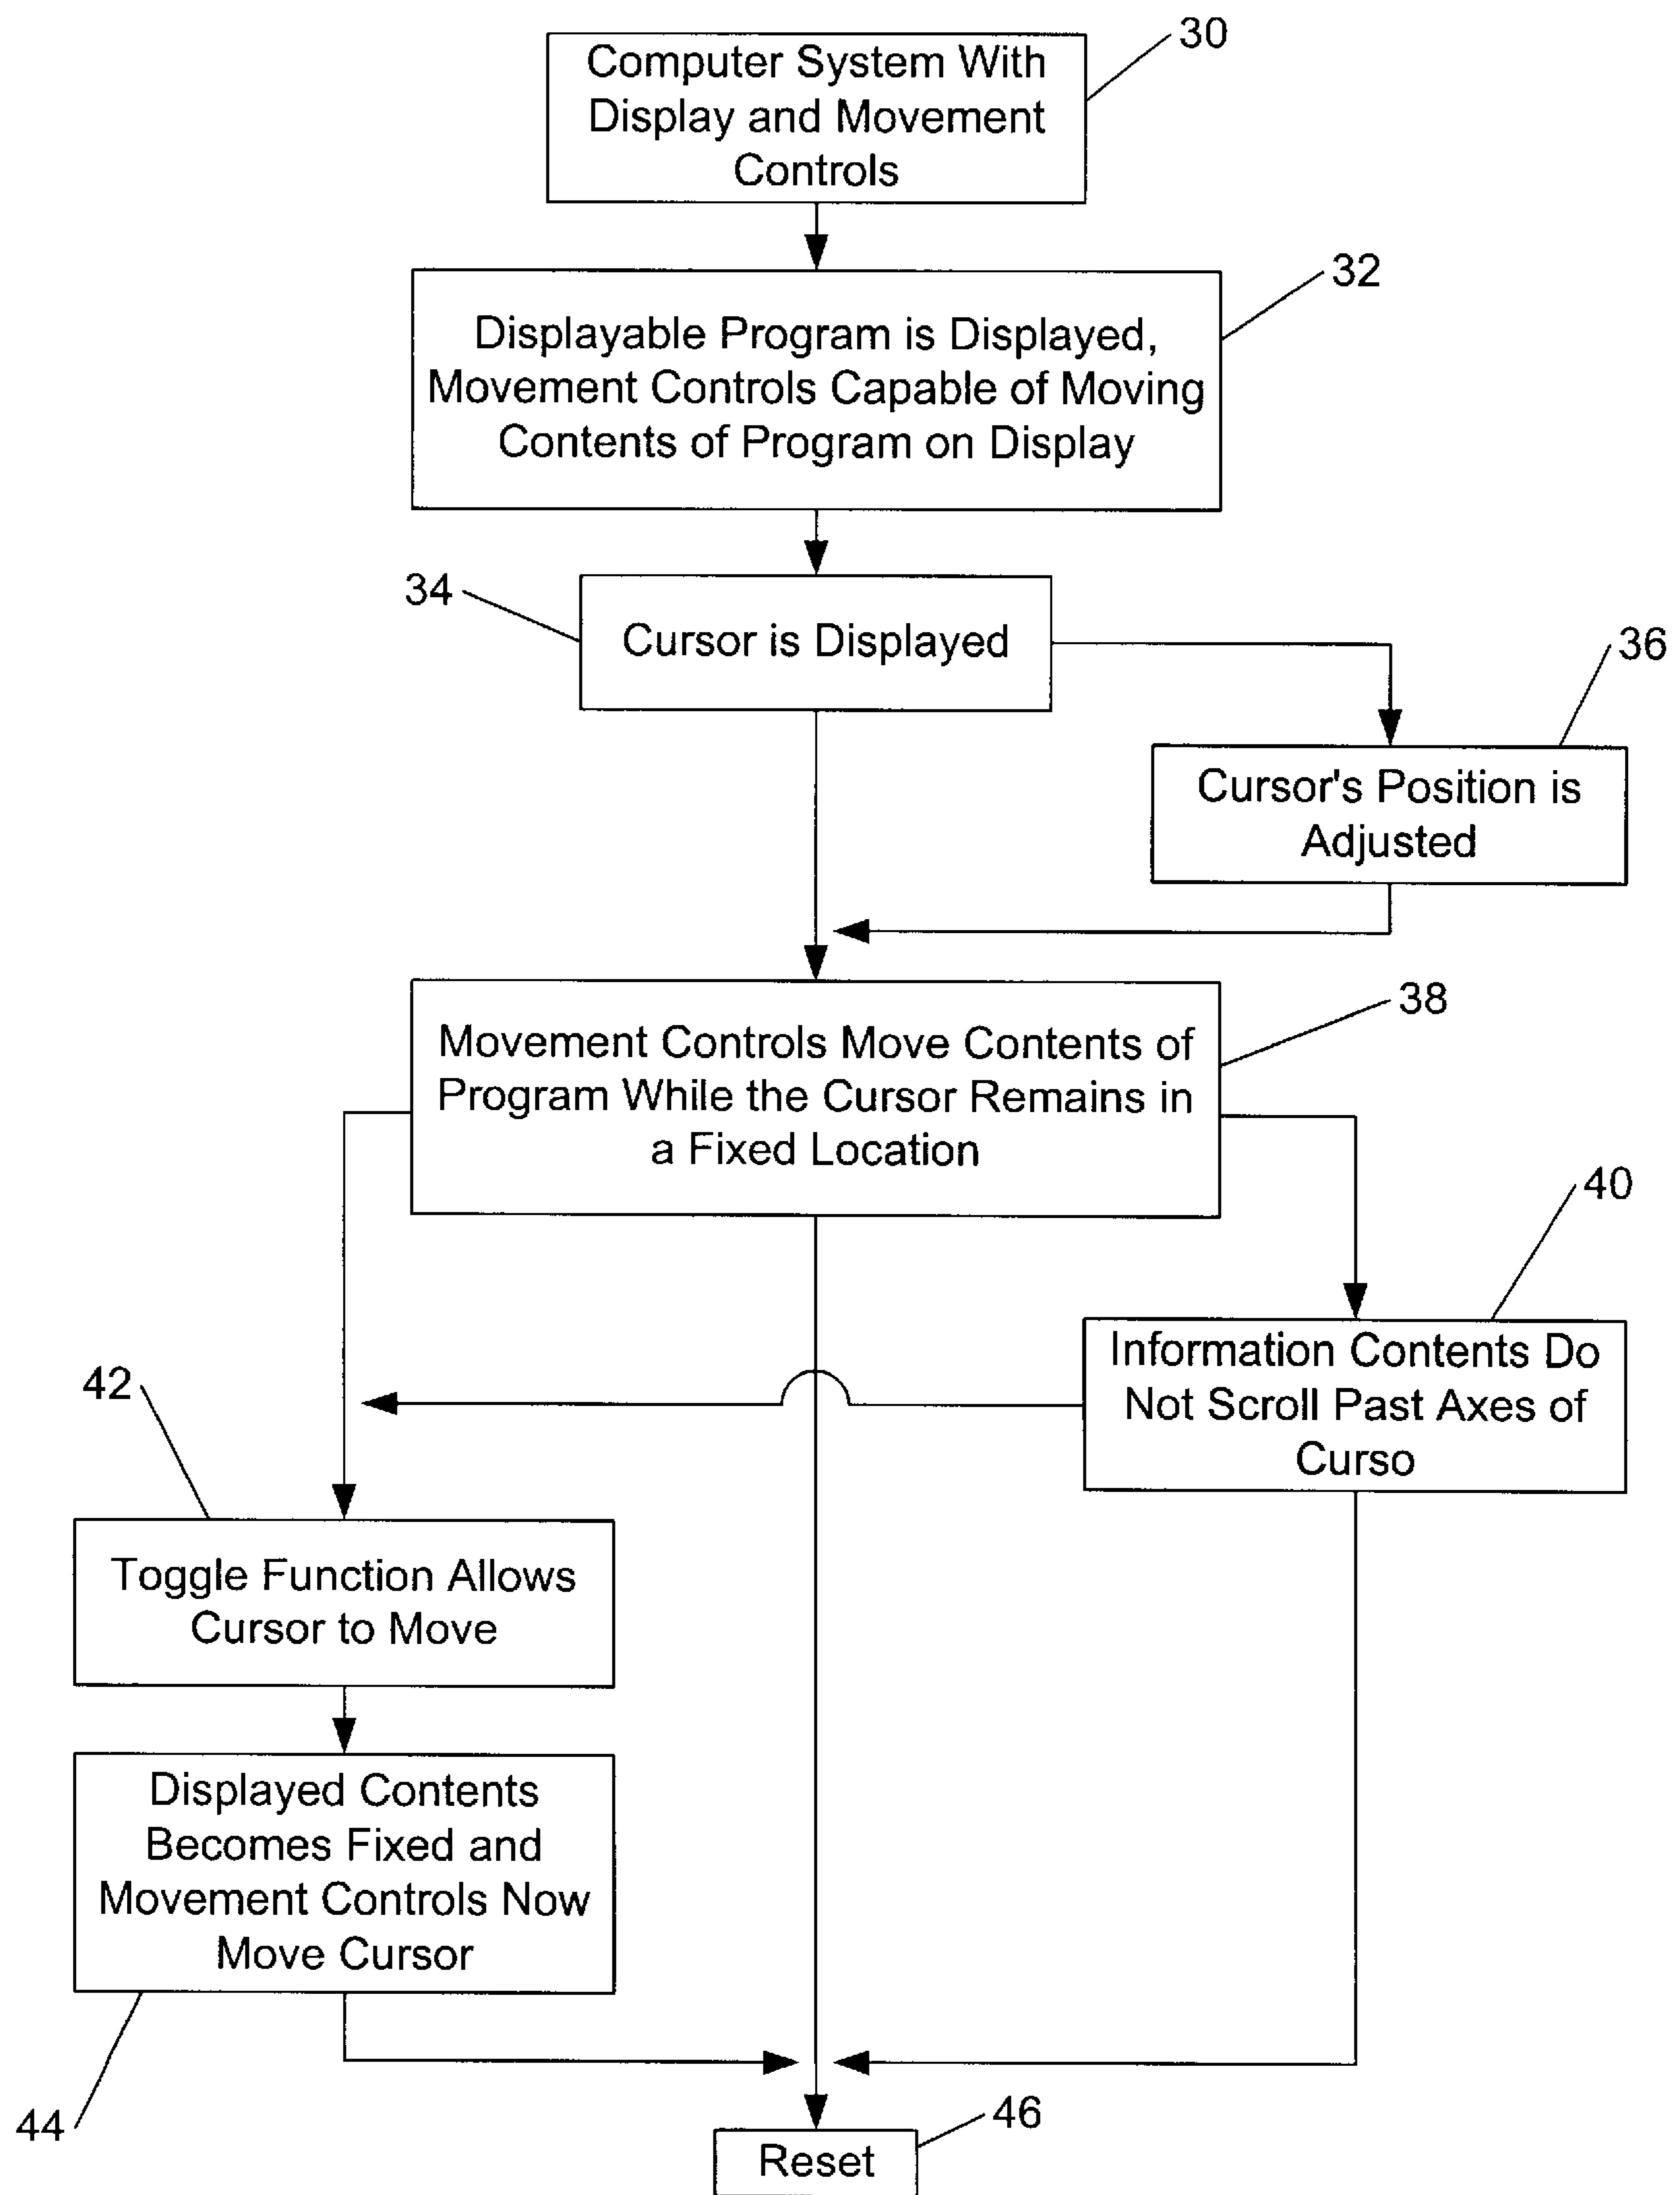 30
Computer System With
Display and Movement
Controls
32
Displayable Program is Displayed,
Movement Controls Capable of Moving
Contents of Program on Display
34
Cursor is Displayed
36
Cursor's Position is
Adjusted
38
Movement Controls Move Contents of
Program While the Cursor Remains in
a Fixed Location
40
Information Contents Do
Not Scroll Past Axes of
Curso
42
Toggle Function Allows
Cursor to Move
Displayed Contents
Becomes Fixed and
Movement Controls Now
Move Cursor
44
46
Reset